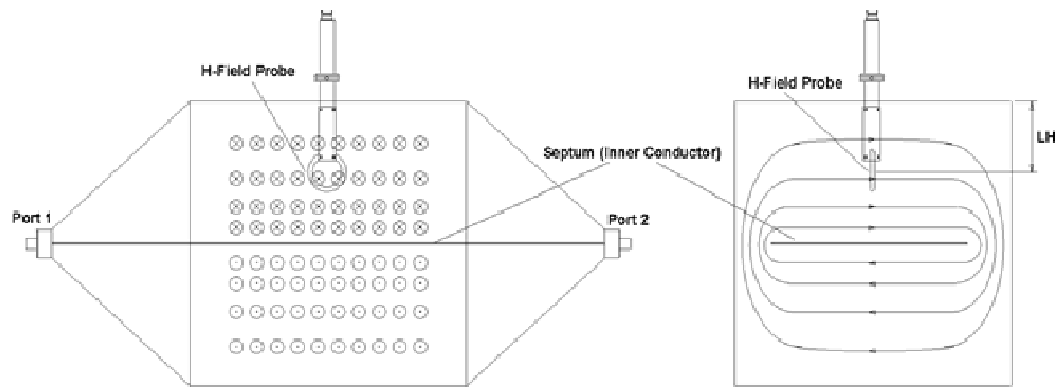 H-Field Probe
H-Field Probe
LH
Septum (Inner Conductor)
Port 1
Port 2